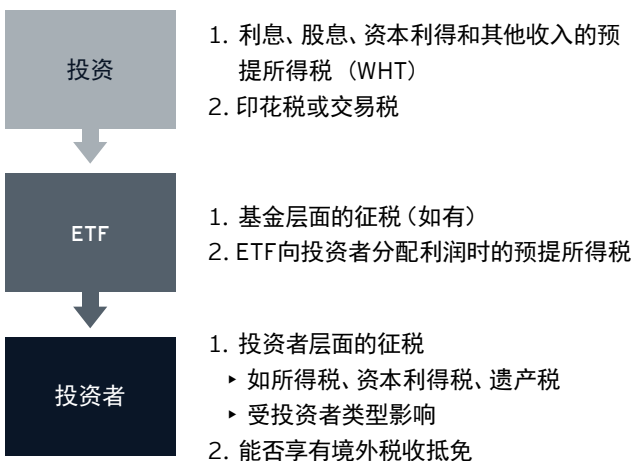 投资
1. 利息、股息、资本利得和其他收入的预
提所得税（WHT）
2. 印花税或交易税
ETF
1. 基金层面的征税（如有）
2. ETF向投资者分配利润时的预提所得税
投资者
1. 投资者层面的征税
‣ 如所得税、资本利得税、遗产税
‣ 受投资者类型影响
2. 能否享有境外税收抵免